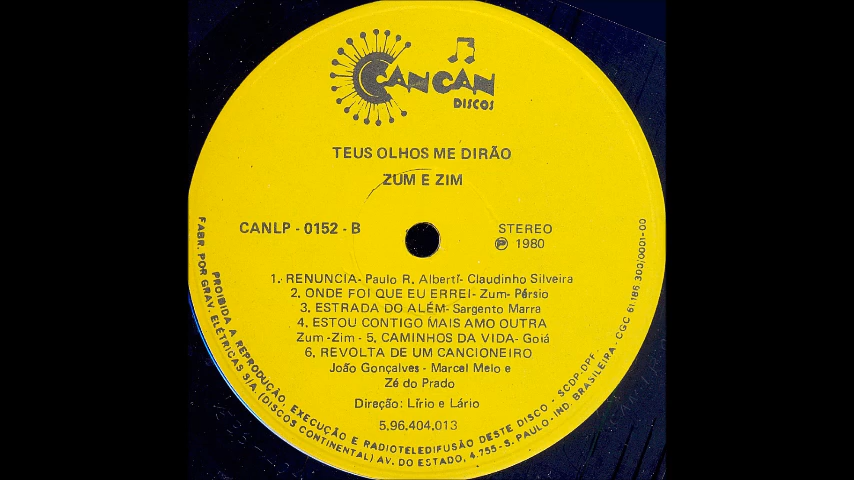 CANCAN
DISCOS
TEUS OLHOS ME DIRÃO
ZUM E ZIM
CANLP - 0152 - B
STEREO
Ⓟ 1980
1. RENUNCIA- Paulo R. Alberti- Claudinho Silveira
2. ONDE FOI QUE EU ERREI- Zum- Pérsio
3. ESTRADA DO ALÉM- Sargento Marra
4. ESTOU CONTIGO MAIS AMO OUTRA
Zum -Zim - 5. CAMINHOS DA VIDA- Goiá
6. REVOLTA DE UM CANCIONEIRO
João Gonçalves - Marcel Melo e
Zé do Prado
Direção: Lírio e Lário
5.96.404.013
PROIBIDA A REPRODUÇÃO, EXECUÇÃO E RADIOTELEDIFUSÃO DESTE DISCO - SCDP-DPF.
FABR. POR GRAV. ELÉTRICAS S/A. (DISCOS CONTINENTAL) AV. DO ESTADO, 4.755 - S. PAULO - IND. BRASILEIRA - CGC 61.186.300/0001-00